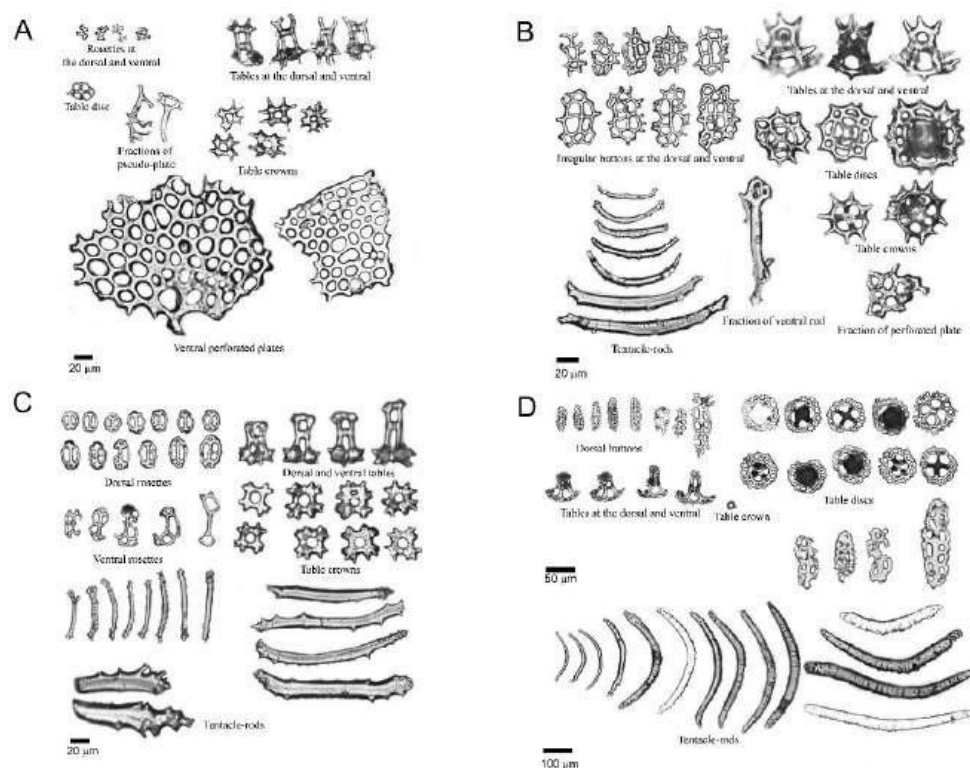 A
Rosettes at
the dorsal and ventral
Tables at the dorsal and ventral
Table disc
Fractions of
pseudo-plate
Table crowns
Ventral perforated plates
20 µm
B
Tables at the dorsal and ventral
Irregular buttons at the dorsal and ventral
Table discs
Table crowns
Fraction of ventral rod
Fraction of perforated plate
Tentacle-rods
20 µm
C
Dorsal and ventral tables
Dorsal rosettes
Ventral rosettes
Table crowns
Tentacle-rods
20 µm
D
Dorsal buttons
Tables at the dorsal and ventral
Table crown
Table discs
50 µm
Tentacle-rods
100 µm